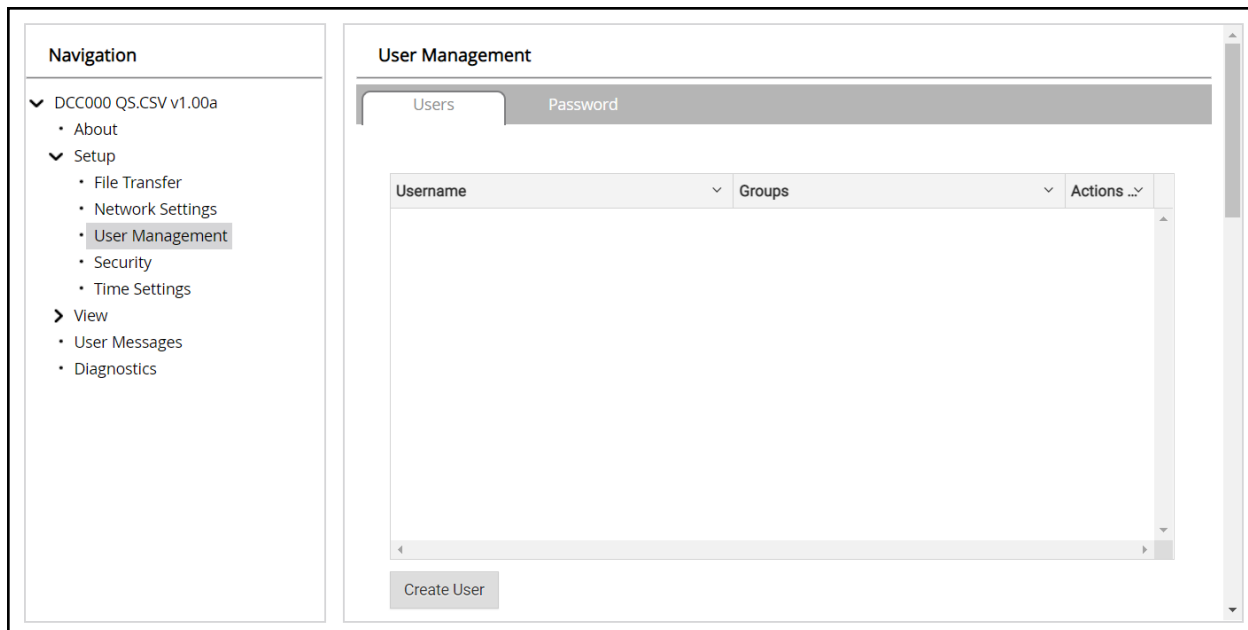 Navigation
DCC000 QS.CSV v1.00a
About
Setup
File Transfer
Network Settings
User Management
Security
Time Settings
View
User Messages
Diagnostics
User Management
Users Password
Username Groups Actions ...
Create User